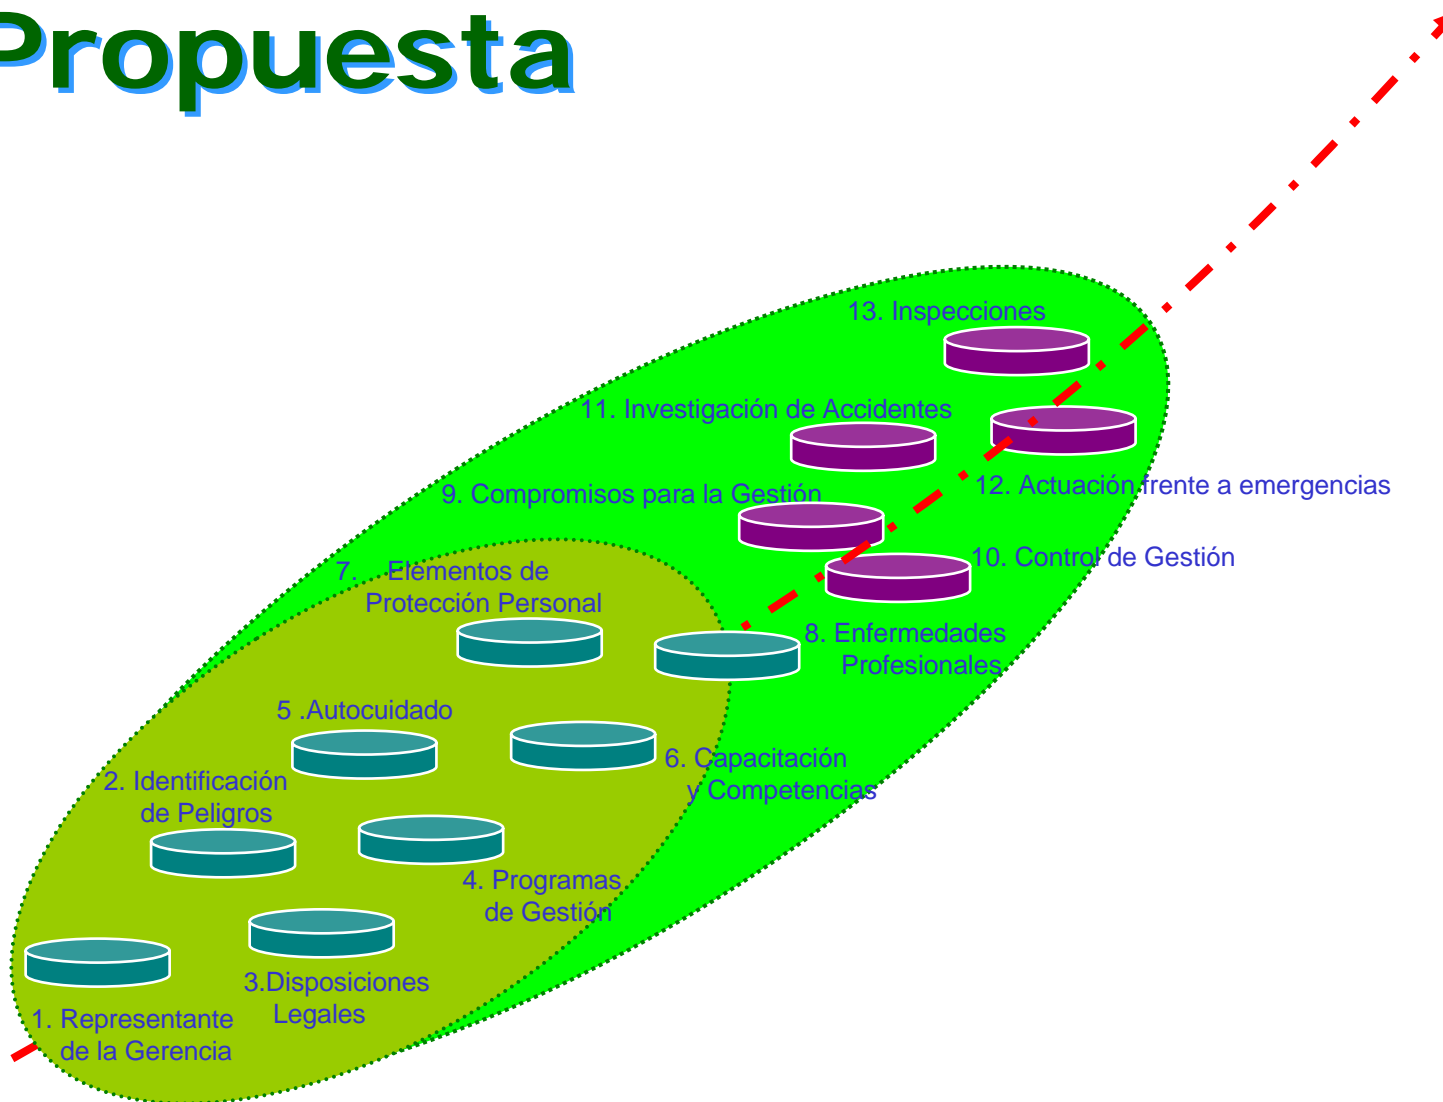 Propuesta
13. Inspecciones
11. Investigación de Accidentes
12. Actuación frente a emergencias
9. Compromisos para la Gestión
10. Control de Gestión
7. Elementos de
Protección Personal
8. Enfermedades
Profesionales
5 .Autocuidado
6. Capacitación
y Competencias
2. Identificación
de Peligros
4. Programas
de Gestión
3.Disposiciones
Legales
1. Representante
de la Gerencia